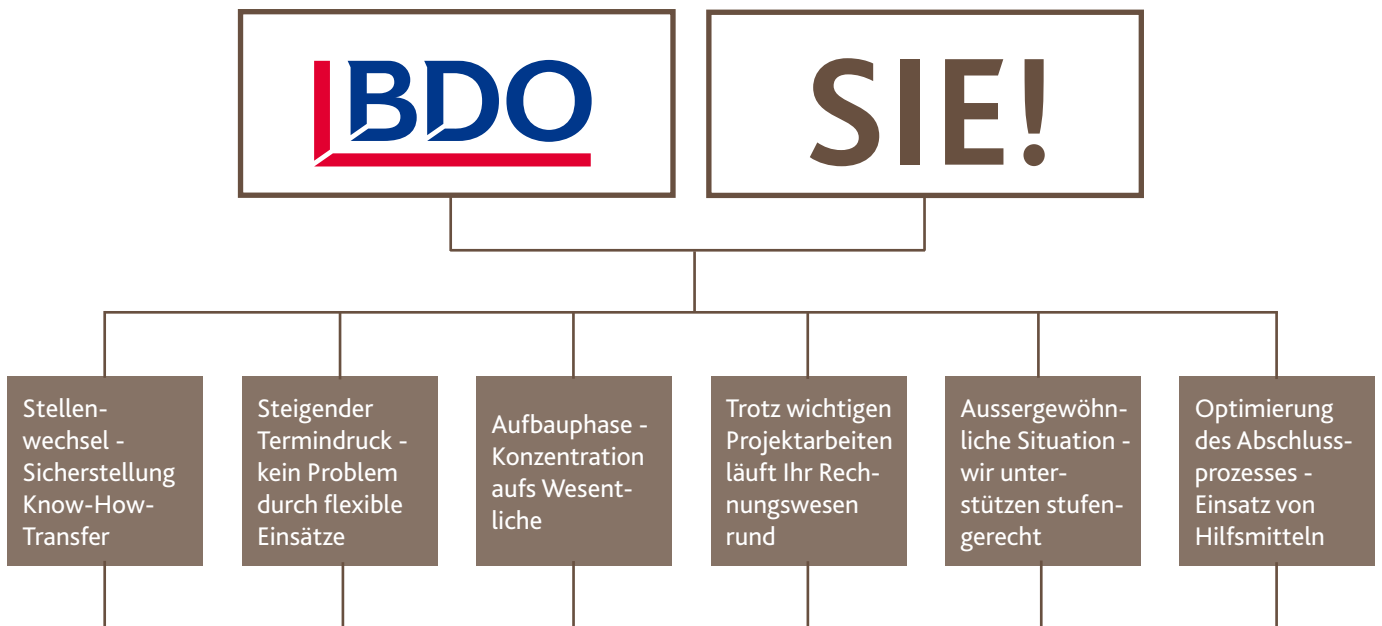 BDO
SIE!
Stellen-
wechsel -
Sicherstellung
Know-How-
Transfer
Steigender
Termindruck -
kein Problem
durch flexible
Einsätze
Aufbauphase -
Konzentration
aufs Wesent-
liche
Trotz wichtigen
Projektarbeiten
läuft Ihr Rech-
nungswesen
rund
Aussergewöhn-
liche Situation -
wir unter-
stützen stufen-
gerecht
Optimierung
des Abschluss-
prozesses -
Einsatz von
Hilfsmitteln